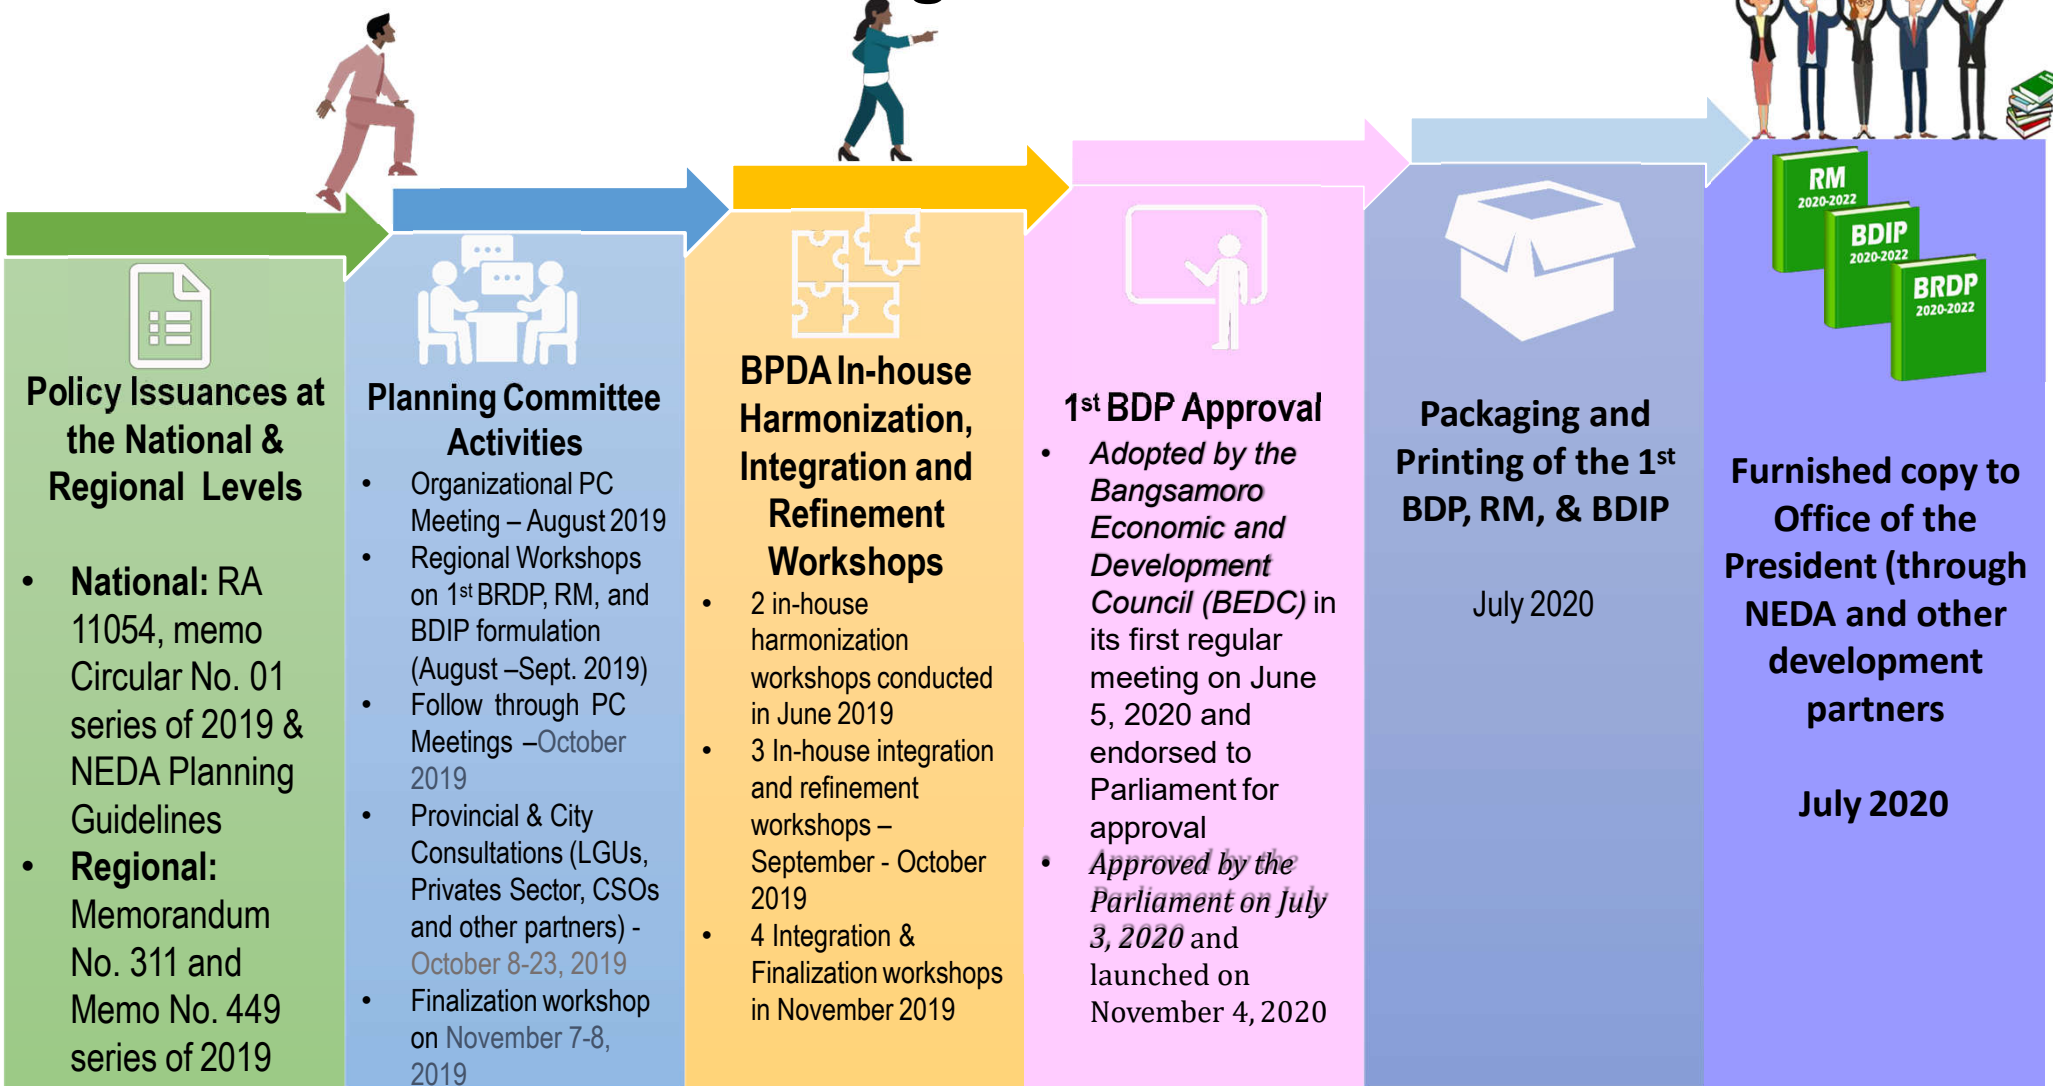 Policy Issuances at
the National &
Regional Levels
• National: RA
11054, memo
Circular No. 01
series of 2019 &
NEDA Planning
Guidelines
• Regional:
Memorandum
No. 311 and
Memo No. 449
series of 2019
Planning Committee
Activities
• Organizational PC
Meeting – August 2019
• Regional Workshops
on 1st BRDP, RM, and
BDIP formulation
(August –Sept. 2019)
• Follow through PC
Meetings –October
2019
• Provincial & City
Consultations (LGUs,
Privates Sector, CSOs
and other partners) -
October 8-23, 2019
• Finalization workshop
on November 7-8,
2019
BPDA In-house
Harmonization,
Integration and
Refinement
Workshops
• 2 in-house
harmonization
workshops conducted
in June 2019
• 3 In-house integration
and refinement
workshops –
September - October
2019
• 4 Integration &
Finalization workshops
in November 2019
1st BDP Approval
• Adopted by the
Bangsamoro
Economic and
Development
Council (BEDC) in
its first regular
meeting on June
5, 2020 and
endorsed to
Parliament for
approval
• Approved by the
Parliament on July
3, 2020 and
launched on
November 4, 2020
Packaging and
Printing of the 1st
BDP, RM, & BDIP
July 2020
RM
2020-2022
BDIP
2020-2022
BRDP
2020-2022
Furnished copy to
Office of the
President (through
NEDA and other
development
partners
July 2020